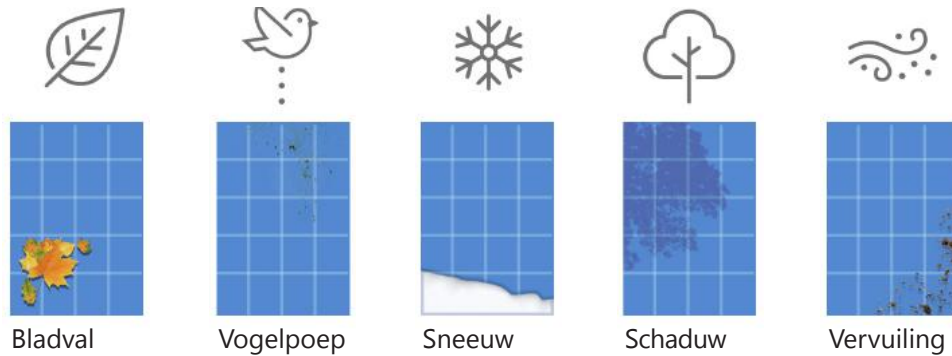 Bladval
Vogelpoep
Sneeuw
Schaduw
Vervuiling